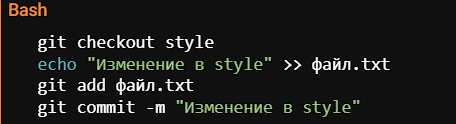 Bash
git checkout style
echo "Изменение в style" >> файл.txt
git add файл.txt
git commit -m "Изменение в style"